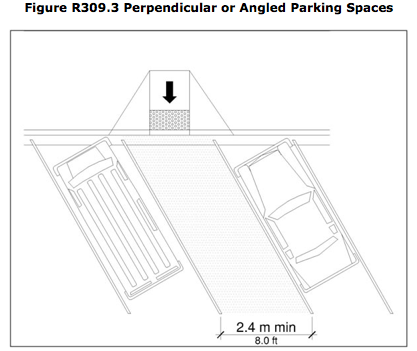 Figure R309.3 Perpendicular or Angled Parking Spaces
2.4 m min
8.0 ft